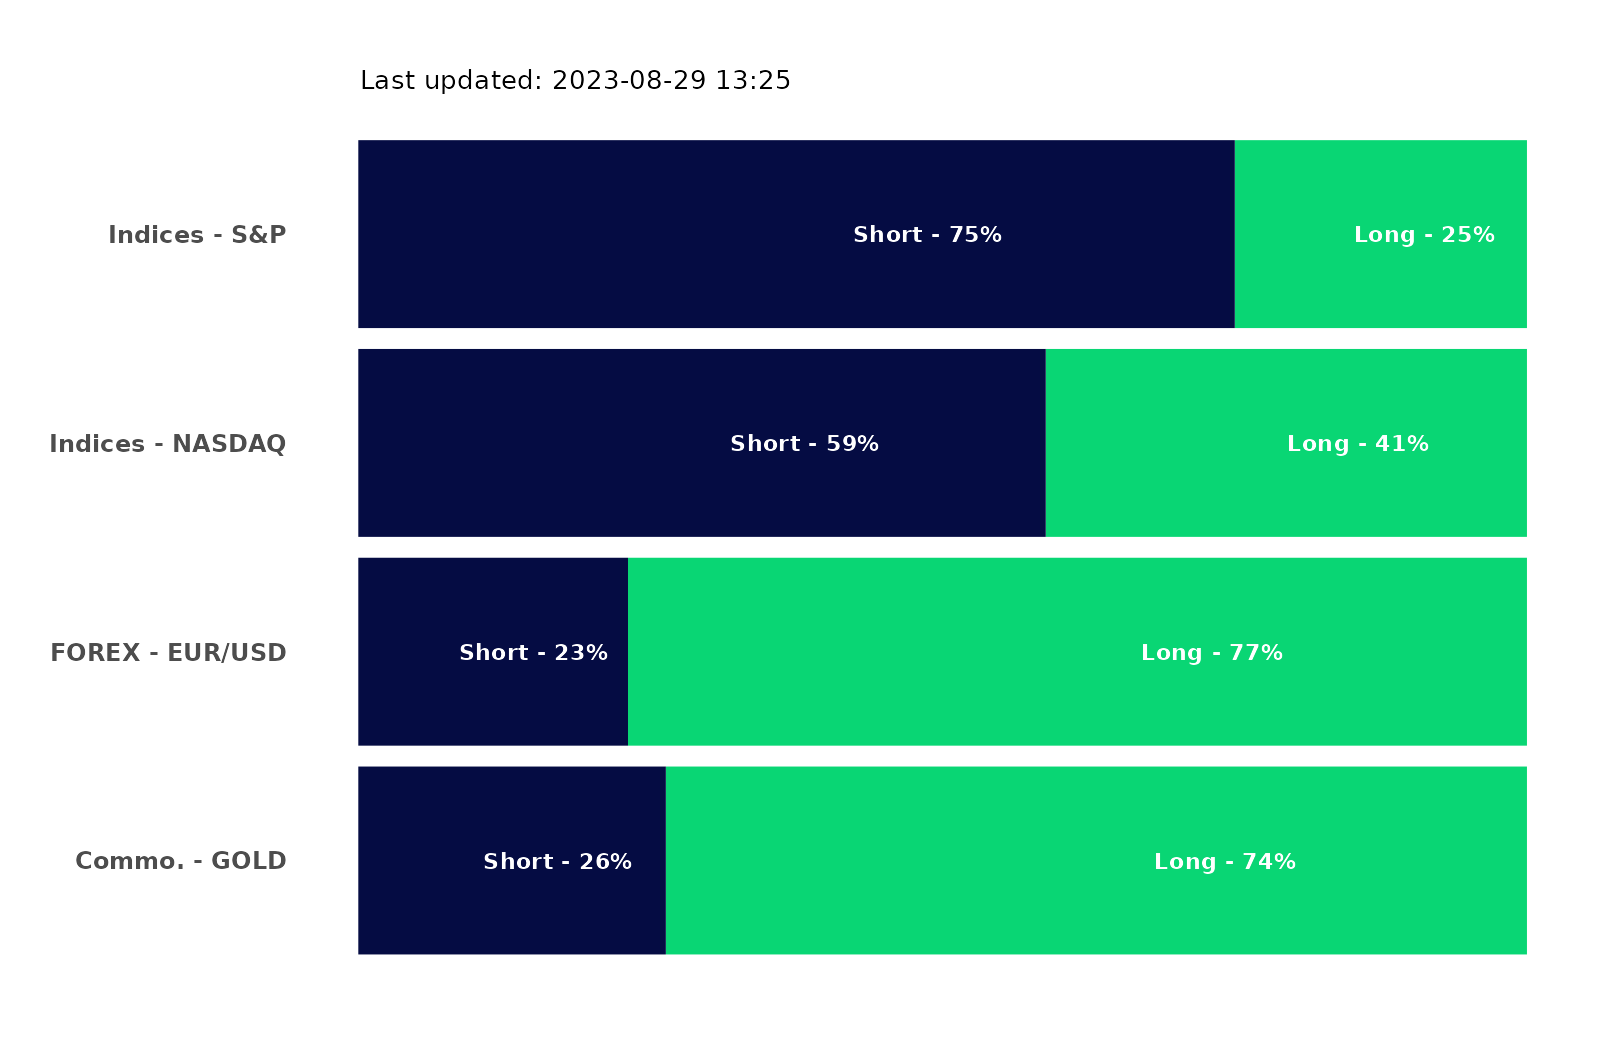 Last updated: 2023-08-29 13:25
Indices - S&P
Short - 75%
Long - 25%
Indices - NASDAQ
Short - 59%
Long - 41%
FOREX - EUR/USD
Short - 23%
Long - 77%
Commo. - GOLD
Short - 26%
Long - 74%